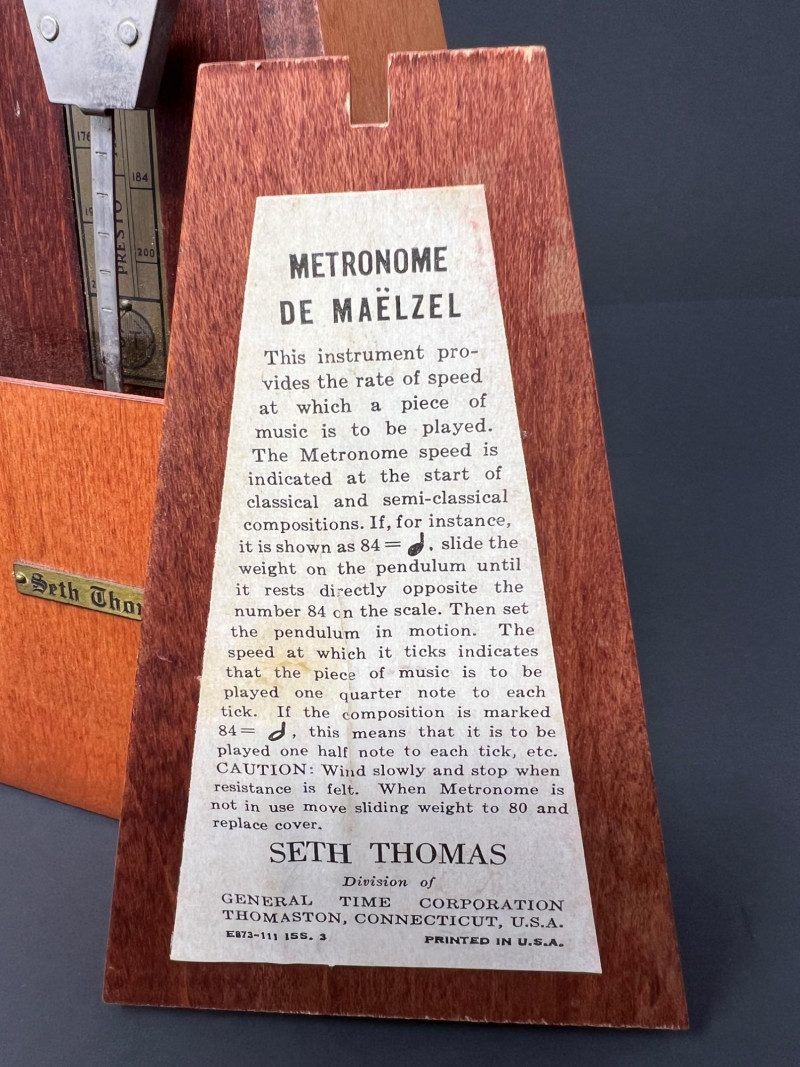 176
184
PRESTO
200
Seth Thom
METRONOME
DE MAËLZEL
This instrument pro-
vides the rate of speed
at which a piece of
music is to be played.
The Metronome speed is
indicated at the start of
classical and semi-classical
compositions. If, for instance,
it is shown as 84 = 𝅘𝅥, slide the
weight on the pendulum until
it rests directly opposite the
number 84 on the scale. Then set
the pendulum in motion. The
speed at which it ticks indicates
that the piece of music is to be
played one quarter note to each
tick. If the composition is marked
84 = 𝅗𝅥, this means that it is to be
played one half note to each tick, etc.
CAUTION: Wind slowly and stop when
resistance is felt. When Metronome is
not in use move sliding weight to 80 and
replace cover.
SETH THOMAS
Division of
GENERAL TIME CORPORATION
THOMASTON, CONNECTICUT, U.S.A.
E873-111 ISS. 3 PRINTED IN U.S.A.